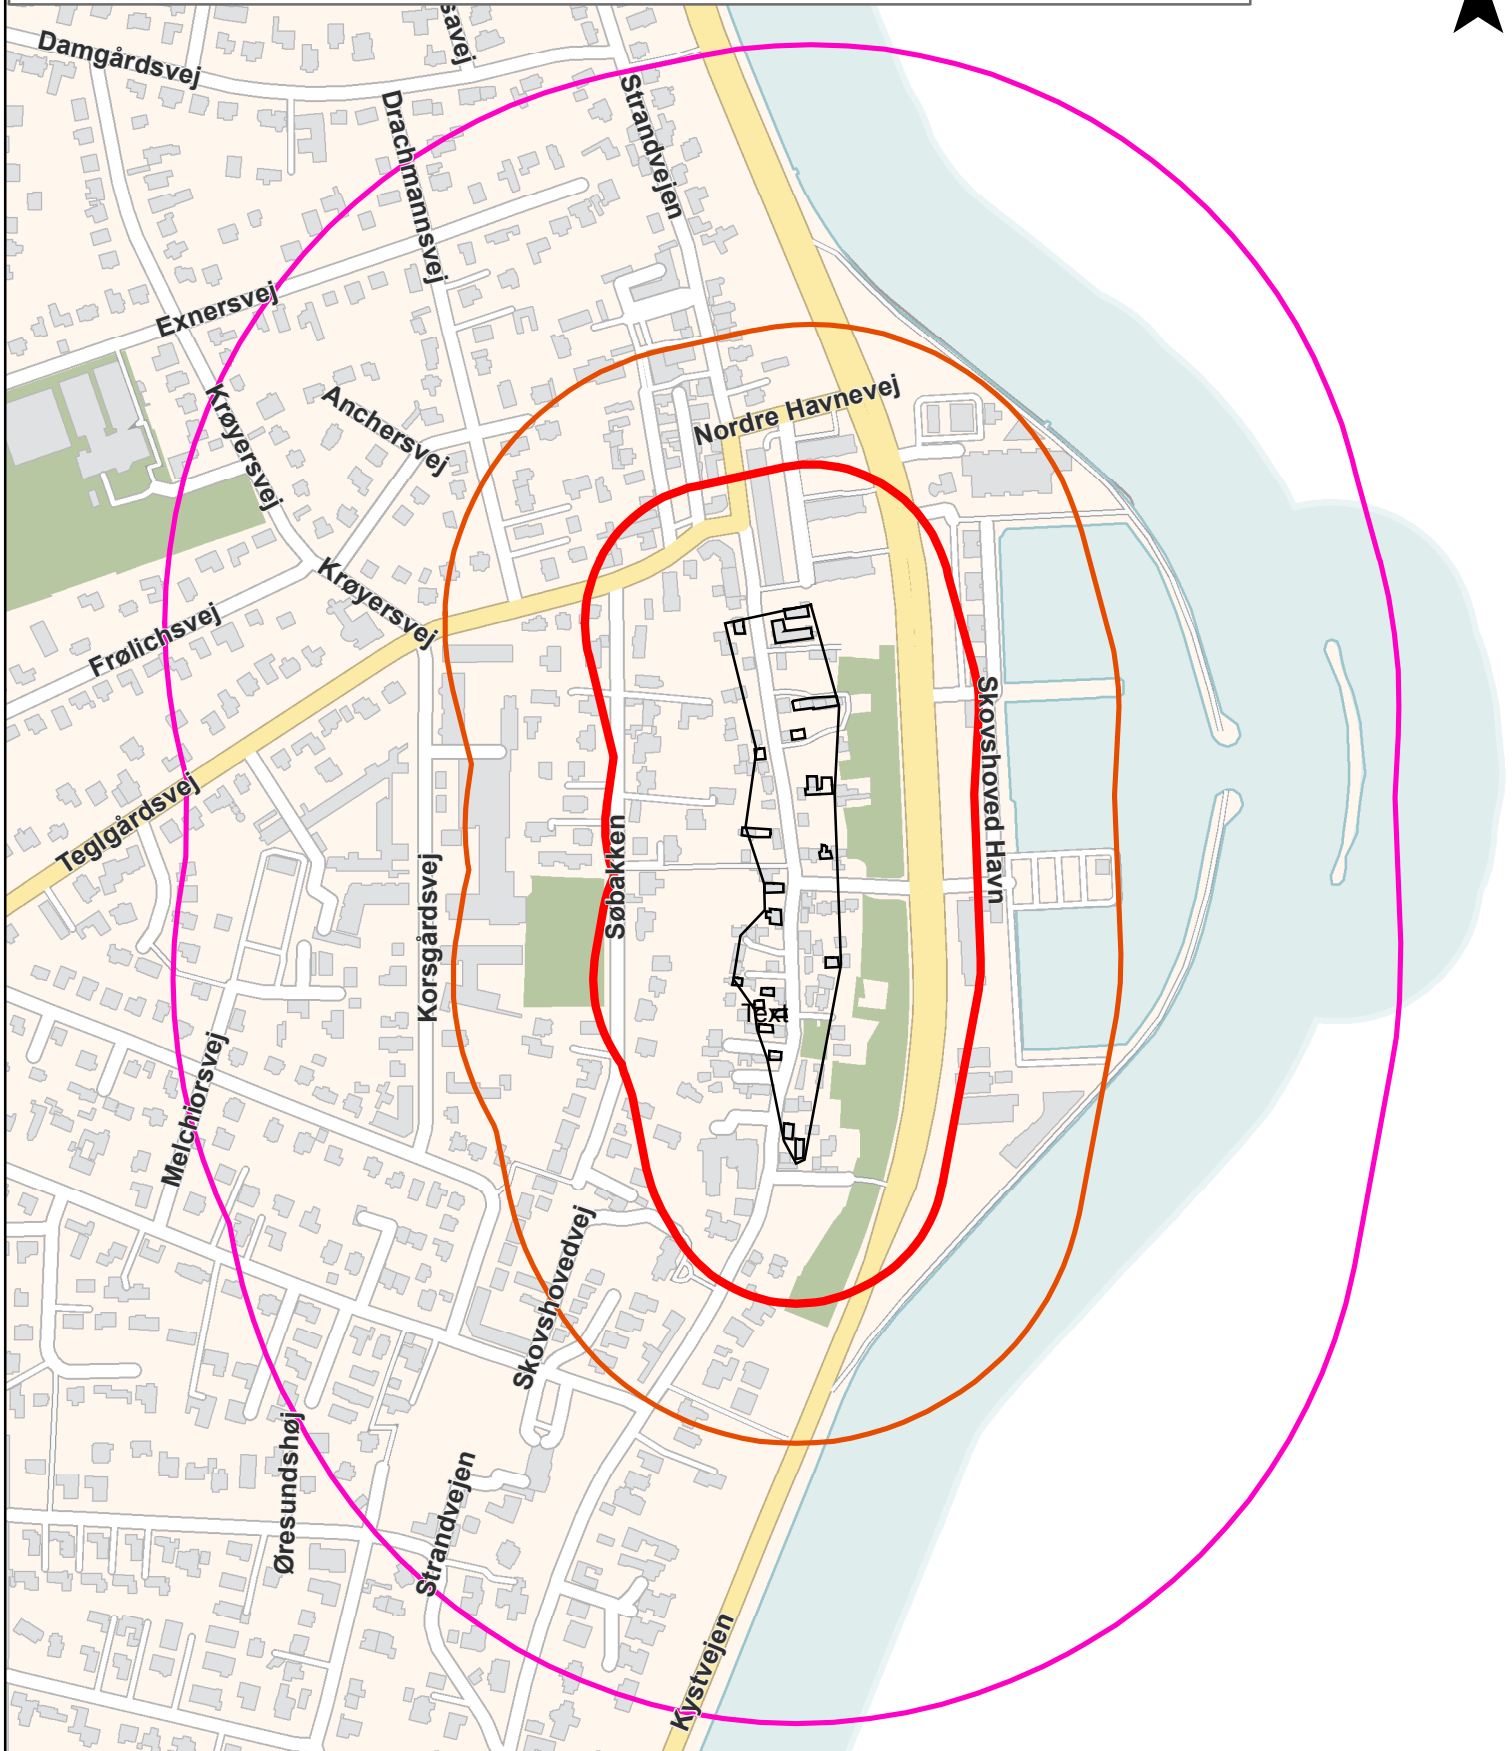 Damgårdsvej
savej
Strandvejen
Drachmannsvej
Exnersvej
Krøyersvej
Anchersvej
Nordre Havnevej
Krøyersvej
Frølichsvej
Skovshoved Havn
Teglgårdsvej
Søbakken
Korsgårdsvej
Text
Melchiorsvej
Skovshovedvej
Øresundshøj
Strandvejen
Kystvejen